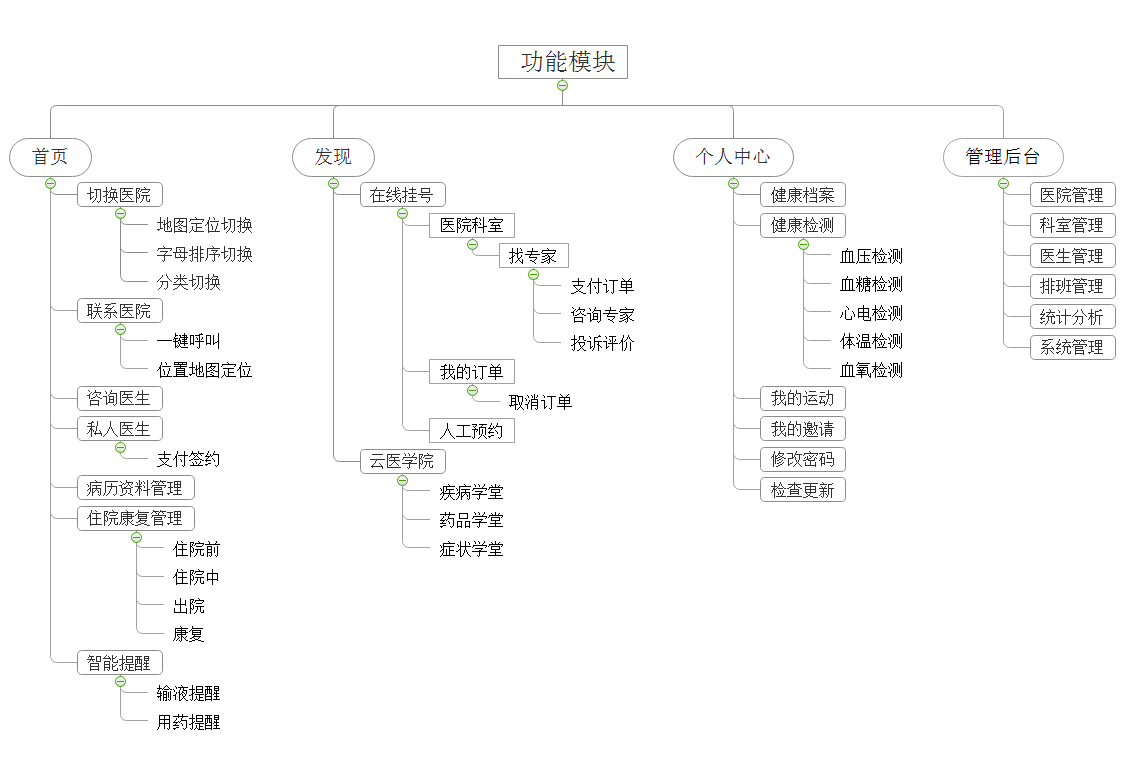 功能模块
首页
切换医院
地图定位切换
字母排序切换
分类切换
联系医院
一键呼叫
位置地图定位
咨询医生
私人医生
支付签约
病历资料管理
住院康复管理
住院前
住院中
出院
康复
智能提醒
输液提醒
用药提醒
发现
在线挂号
医院科室
找专家
支付订单
咨询专家
投诉评价
我的订单
取消订单
人工预约
云医学院
疾病学堂
药品学堂
症状学堂
个人中心
健康档案
健康检测
血压检测
血糖检测
心电检测
体温检测
血氧检测
我的运动
我的邀请
修改密码
检查更新
管理后台
医院管理
科室管理
医生管理
排班管理
统计分析
系统管理